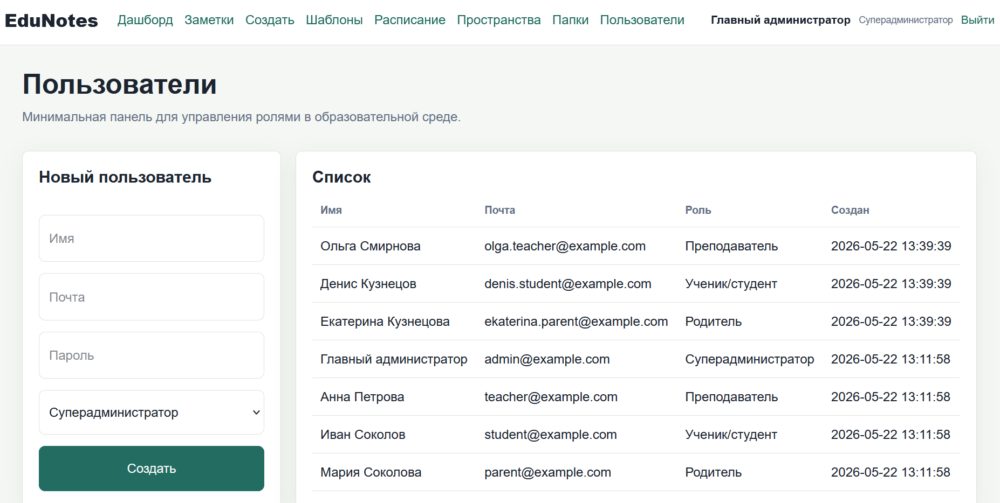 EduNotes Дашборд Заметки Создать Шаблоны Расписание Пространства Папки Пользователи Главный администратор Суперадминистратор Выйти
Пользователи
Минимальная панель для управления ролями в образовательной среде.
Новый пользователь
Имя
Почта
Пароль
Суперадминистратор
Создать
Список
Имя Почта Роль Создан
Ольга Смирнова olga.teacher@example.com Преподаватель 2026-05-22 13:39:39
Денис Кузнецов denis.student@example.com Ученик/студент 2026-05-22 13:39:39
Екатерина Кузнецова ekaterina.parent@example.com Родитель 2026-05-22 13:39:39
Главный администратор admin@example.com Суперадминистратор 2026-05-22 13:11:58
Анна Петрова teacher@example.com Преподаватель 2026-05-22 13:11:58
Иван Соколов student@example.com Ученик/студент 2026-05-22 13:11:58
Мария Соколова parent@example.com Родитель 2026-05-22 13:11:58